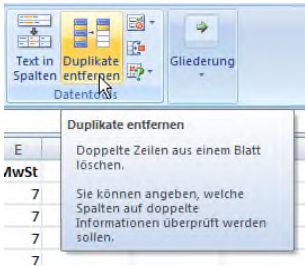 Text in Spalten
Duplikate entfernen
Gliederung
Datentools
Duplikate entfernen
Doppelte Zeilen aus einem Blatt
löschen.
Sie können angeben, welche
Spalten auf doppelte
Informationen überprüft werden
sollen.
E
MwSt
7
7
7
7